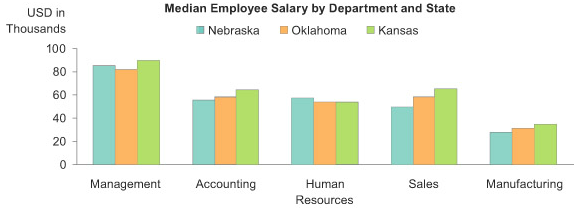 Median Employee Salary by Department and State
USD in
Thousands
Nebraska Oklahoma Kansas
100
80
60
40
20
0
Management Accounting Human Resources Sales Manufacturing